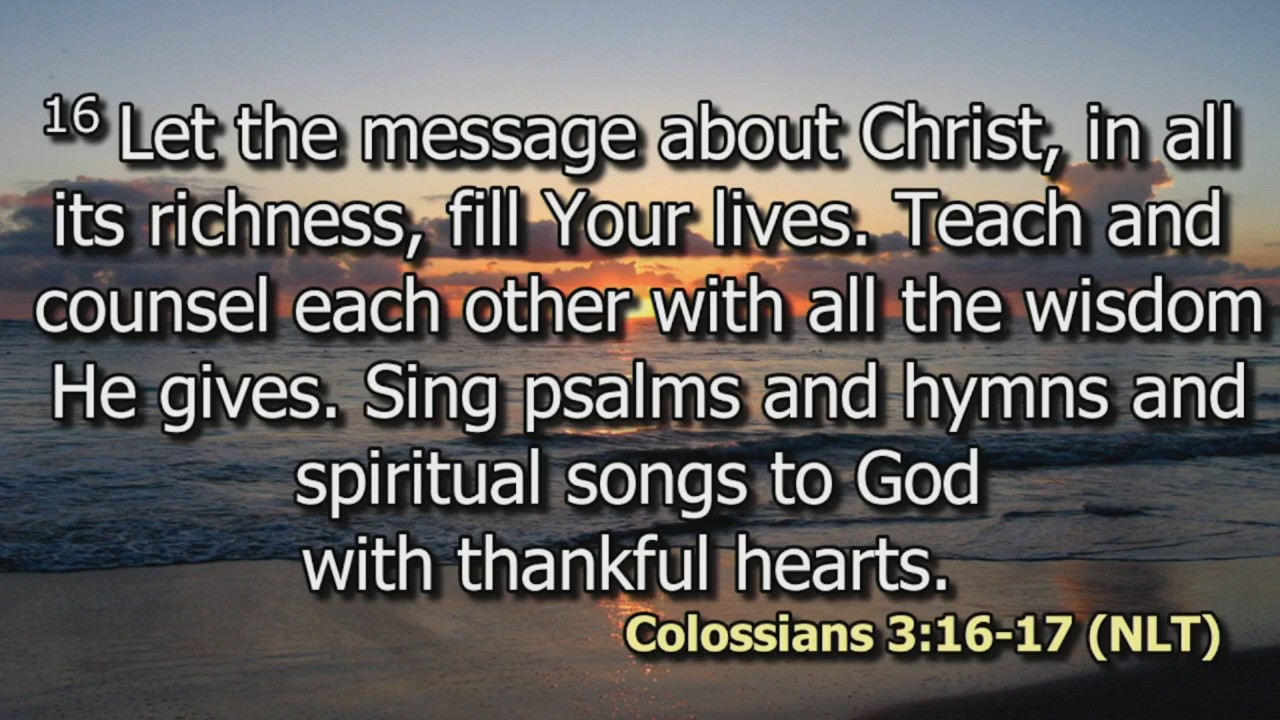 16 Let the message about Christ, in all
its richness, fill Your lives. Teach and
counsel each other with all the wisdom
He gives. Sing psalms and hymns and
spiritual songs to God
with thankful hearts.
Colossians 3:16-17 (NLT)